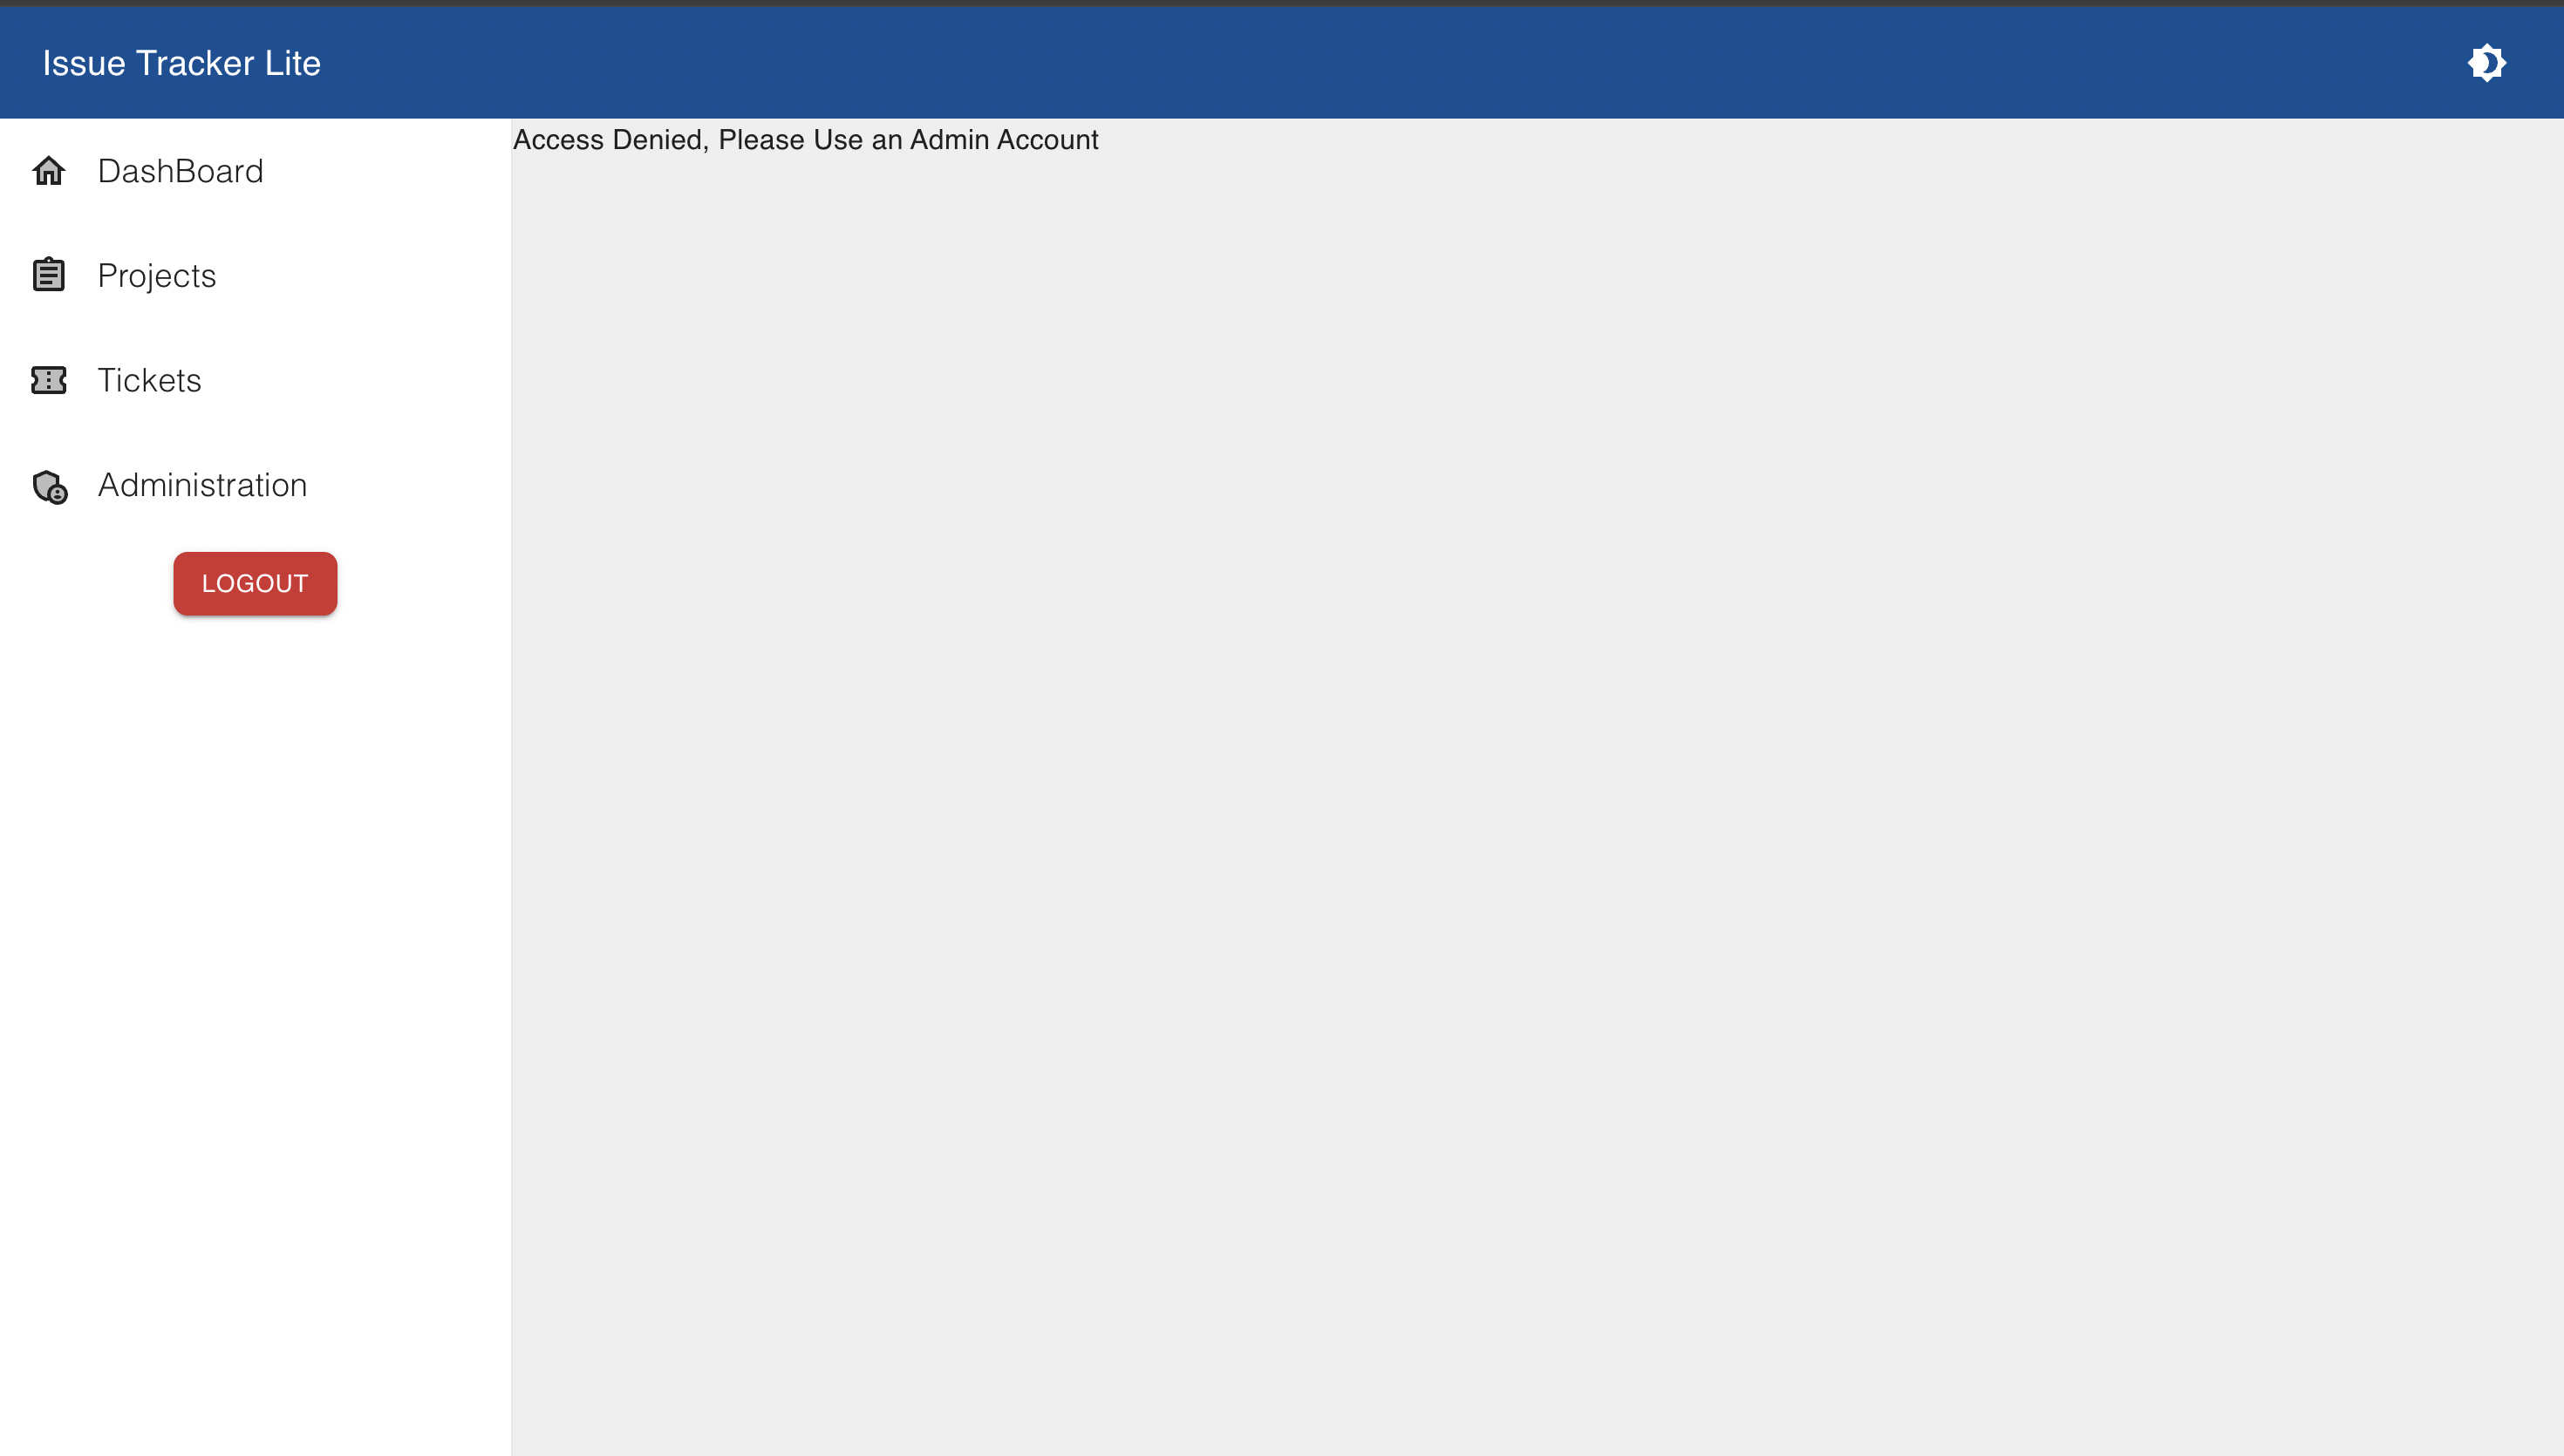 Issue Tracker Lite
DashBoard
Projects
Tickets
Administration
LOGOUT
Access Denied, Please Use an Admin Account